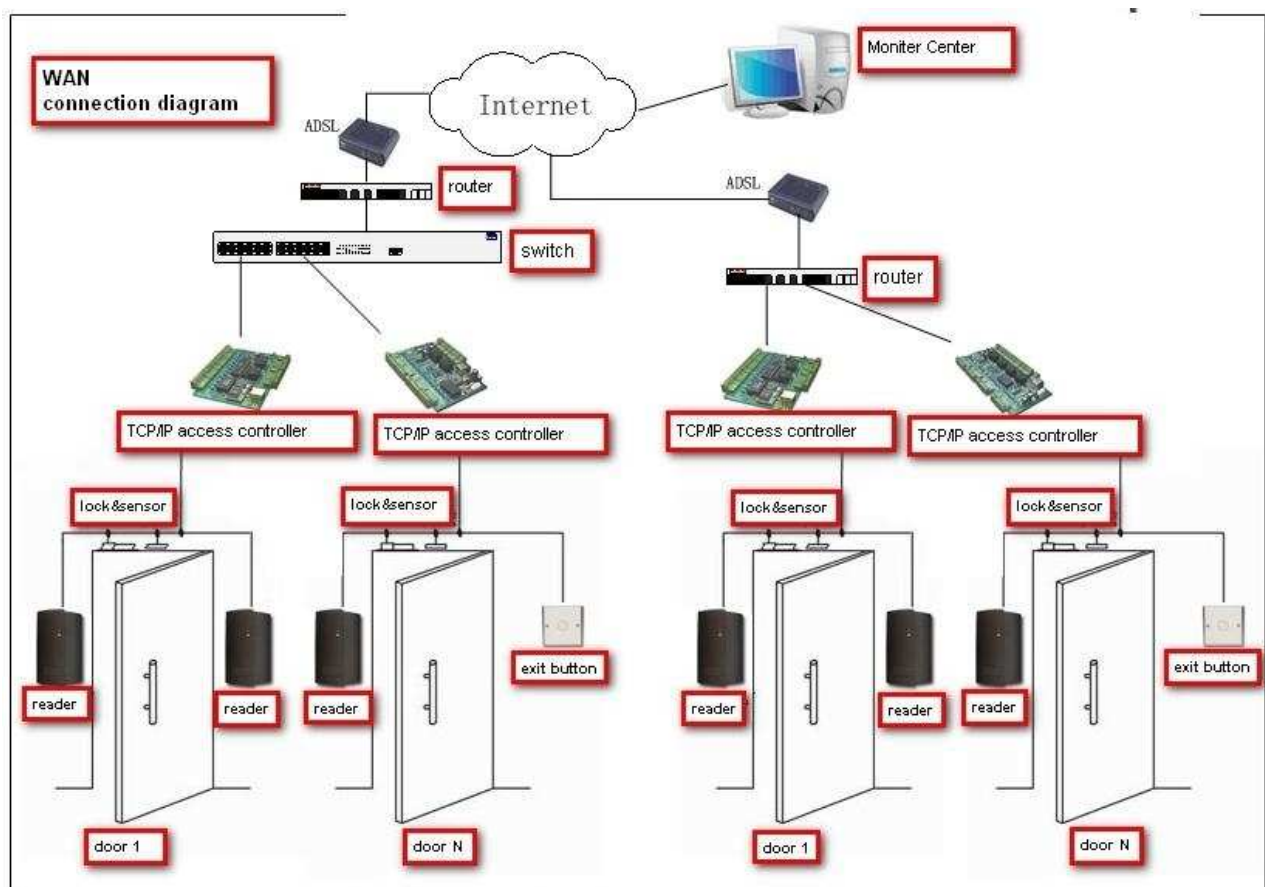 WAN
connection diagram
Moniter Center
Internet
ADSL
router
ADSL
switch
router
TCP/IP access controller
TCP/IP access controller
TCP/IP access controller
TCP/IP access controller
lock&sensor
lock&sensor
lock&sensor
lock&sensor
reader
reader
reader
exit button
reader
reader
reader
exit button
door 1
door N
door 1
door N